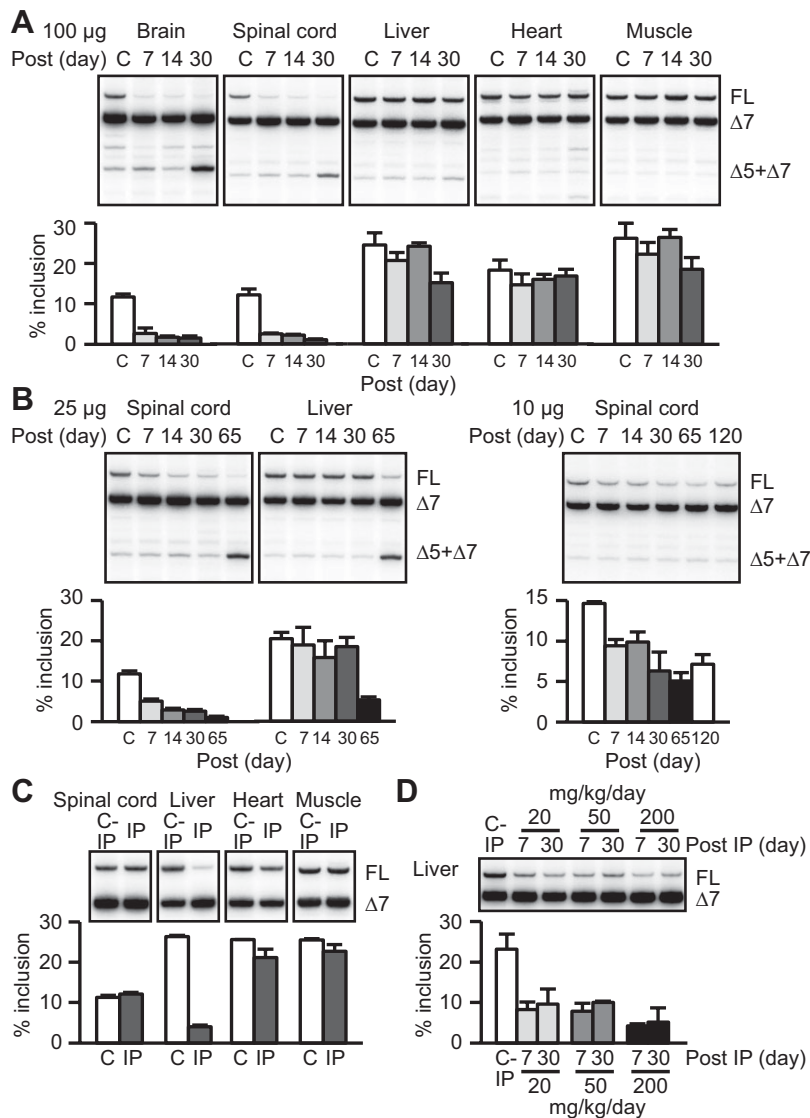 A
100 µg Brain Spinal cord Liver Heart Muscle
Post (day) C 7 14 30 C 7 14 30 C 7 14 30 C 7 14 30 C 7 14 30
FL
Δ7
Δ5+Δ7
30
20
10
0
% inclusion
C 7 14 30 C 7 14 30 C 7 14 30 C 7 14 30 C 7 14 30
Post (day)
B
25 µg Spinal cord Liver
Post (day) C 7 14 30 65 C 7 14 30 65
FL
Δ7
Δ5+Δ7
30
20
10
0
% inclusion
C 7 14 30 65 C 7 14 30 65
Post (day)
10 µg Spinal cord
Post (day) C 7 14 30 65 120
FL
Δ7
Δ5+Δ7
15
10
5
0
% inclusion
C 7 14 30 65 120
Post (day)
C
Spinal cord Liver Heart Muscle
C-IP IP C-IP IP C-IP IP C-IP IP
FL
Δ7
30
20
10
0
% inclusion
C IP C IP C IP C IP
D
mg/kg/day
20 50 200
C-IP 7 30 7 30 7 30 Post IP (day)
Liver
FL
Δ7
30
20
10
0
% inclusion
C-IP 7 30 7 30 7 30 Post IP (day)
20 50 200
mg/kg/day